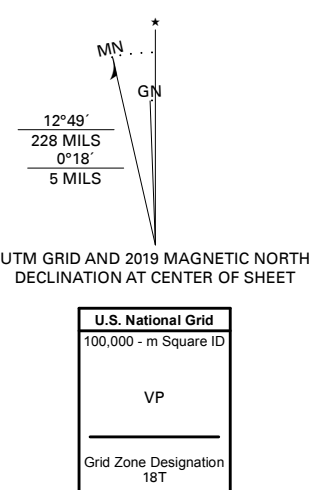 ★
MN
GN
12°49´
228 MILS
0°18´
5 MILS
UTM GRID AND 2019 MAGNETIC NORTH
DECLINATION AT CENTER OF SHEET
U.S. National Grid
100,000 - m Square ID
VP
Grid Zone Designation
18T